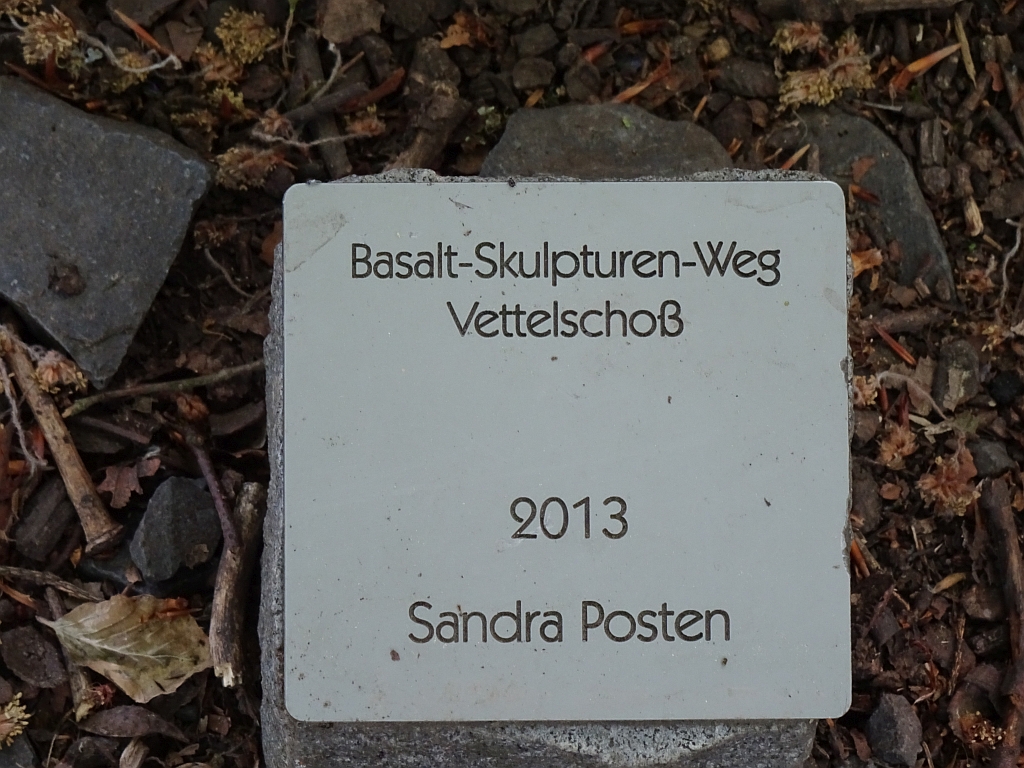 Basalt-Skulpturen-Weg
Vettelschoß
2013
Sandra Posten